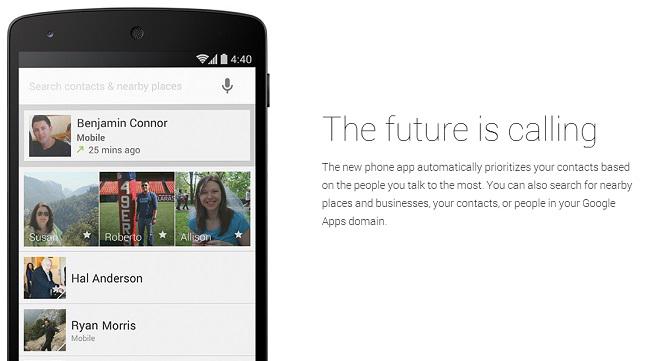 4:40
Search contacts & nearby places
Benjamin Connor
Mobile
25 mins ago
Susan
Roberto
Allison
49ER
Hal Anderson
Ryan Morris
Mobile
The future is calling
The new phone app automatically prioritizes your contacts based
on the people you talk to the most. You can also search for nearby
places and businesses, your contacts, or people in your Google
Apps domain.